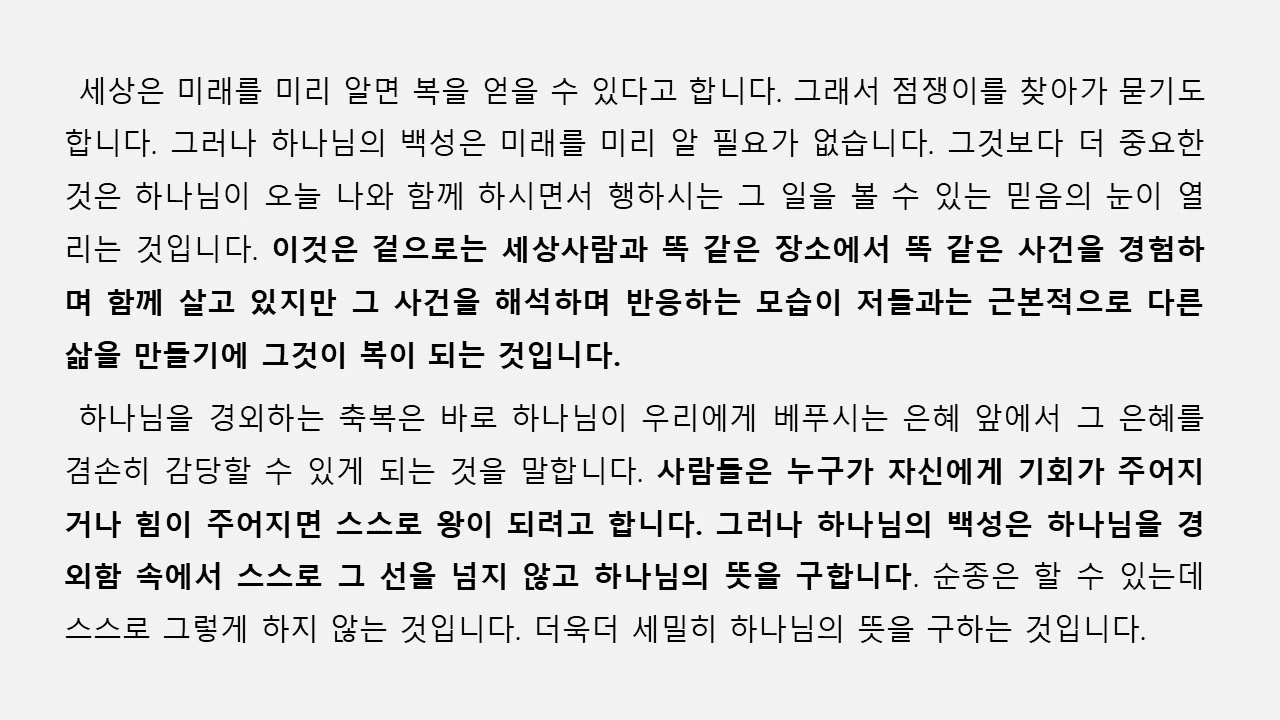 세상은 미래를 미리 알면 복을 얻을 수 있다고 합니다. 그래서 점쟁이를 찾아가 묻기도
합니다. 그러나 하나님의 백성은 미래를 미리 알 필요가 없습니다. 그것보다 더 중요한
것은 하나님이 오늘 나와 함께 하시면서 행하시는 그 일을 볼 수 있는 믿음의 눈이 열
리는 것입니다. 이것은 겉으로는 세상사람과 똑 같은 장소에서 똑 같은 사건을 경험하
며 함께 살고 있지만 그 사건을 해석하며 반응하는 모습이 저들과는 근본적으로 다른
삶을 만들기에 그것이 복이 되는 것입니다.
하나님을 경외하는 축복은 바로 하나님이 우리에게 베푸시는 은혜 앞에서 그 은혜를
겸손히 감당할 수 있게 되는 것을 말합니다. 사람들은 누구가 자신에게 기회가 주어지
거나 힘이 주어지면 스스로 왕이 되려고 합니다. 그러나 하나님의 백성은 하나님을 경
외함 속에서 스스로 그 선을 넘지 않고 하나님의 뜻을 구합니다. 순종은 할 수 있는데
스스로 그렇게 하지 않는 것입니다. 더욱더 세밀히 하나님의 뜻을 구하는 것입니다.